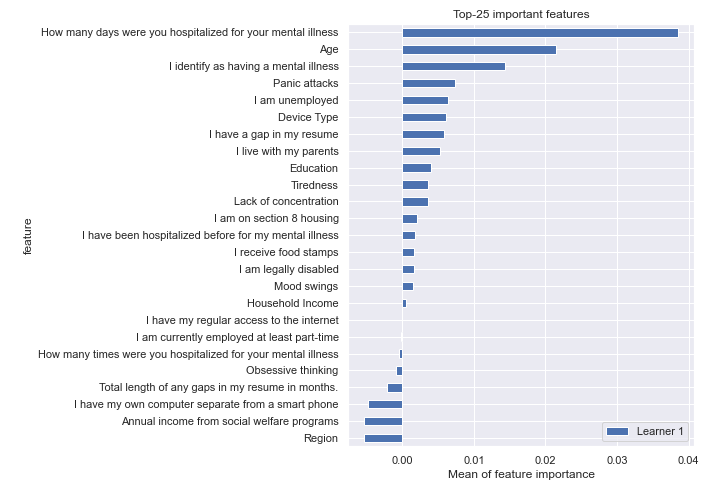 Top-25 important features
How many days were you hospitalized for your mental illness
Age
I identify as having a mental illness
Panic attacks
I am unemployed
Device Type
I have a gap in my resume
I live with my parents
Education
Tiredness
Lack of concentration
I am on section 8 housing
I have been hospitalized before for my mental illness
I receive food stamps
I am legally disabled
Mood swings
Household Income
I have my regular access to the internet
I am currently employed at least part-time
How many times were you hospitalized for your mental illness
Obsessive thinking
Total length of any gaps in my resume in months.
I have my own computer separate from a smart phone
Annual income from social welfare programs
Region
feature
Learner 1
0.00 0.01 0.02 0.03 0.04
Mean of feature importance